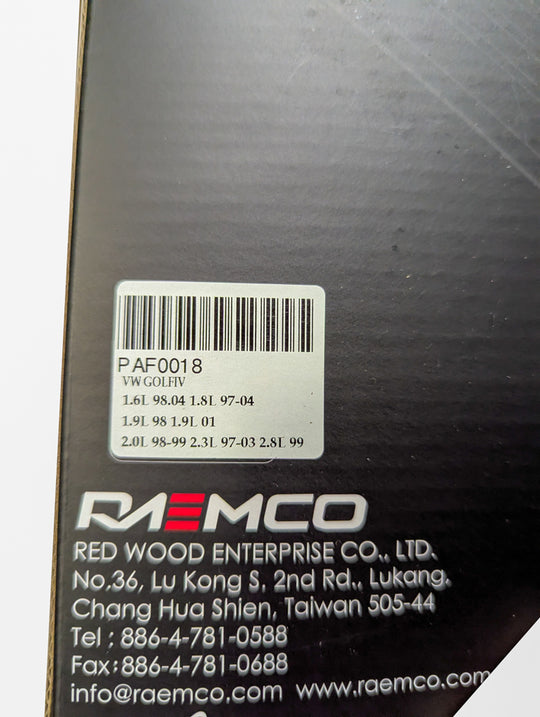 PAF0018
VW GOLFIV
1.6L 98.04 1.8L 97-04
1.9L 98 1.9L 01
2.0L 98-99 2.3L 97-03 2.8L 99
RAEMCO
RED WOOD ENTERPRISE CO., LTD.
No.36, Lu Kong S. 2nd Rd., Lukang,
Chang Hua Shien, Taiwan 505-44
Tel : 886-4-781-0588
Fax:886-4-781-0688
info@raemco.com www.raemco.com